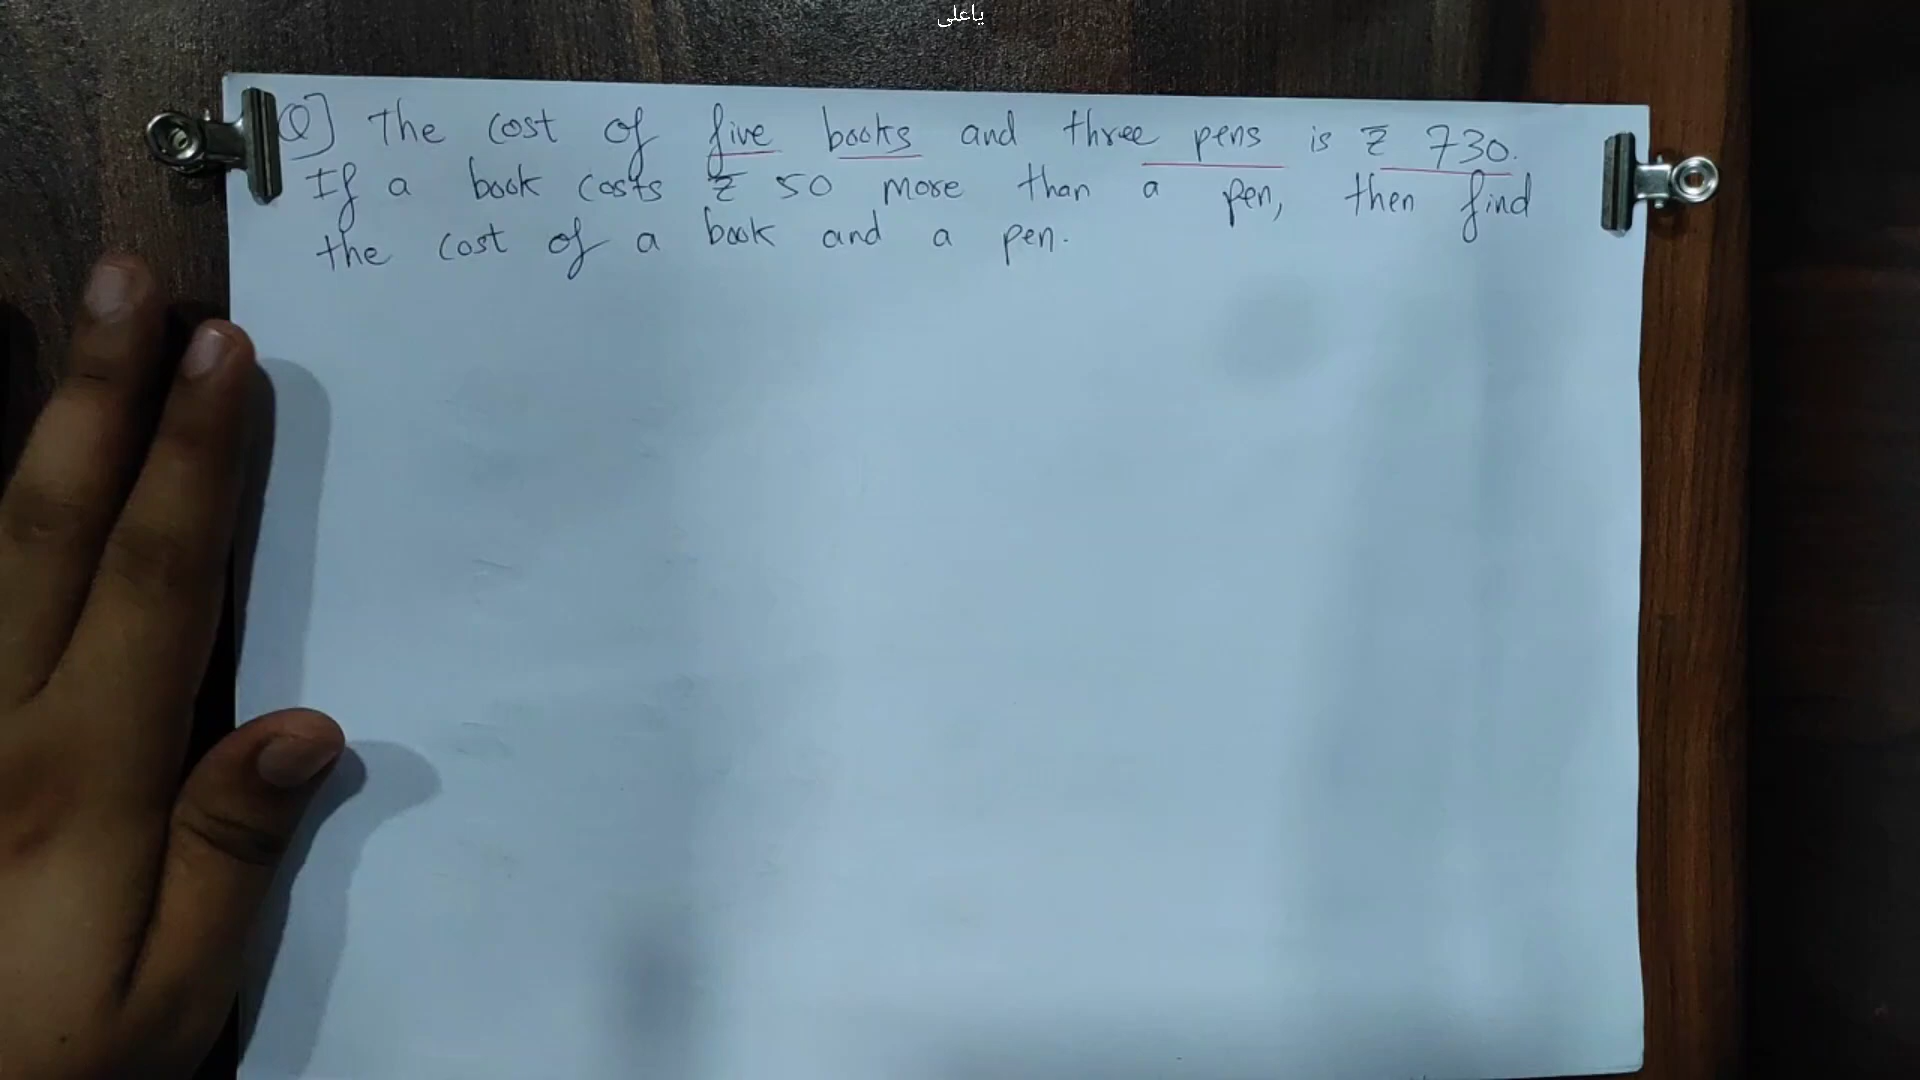 ياعلى
Q] The cost of five books and three pens is ₹ 730.
If a book costs ₹ 50 more than a pen, then find
the cost of a book and a pen.